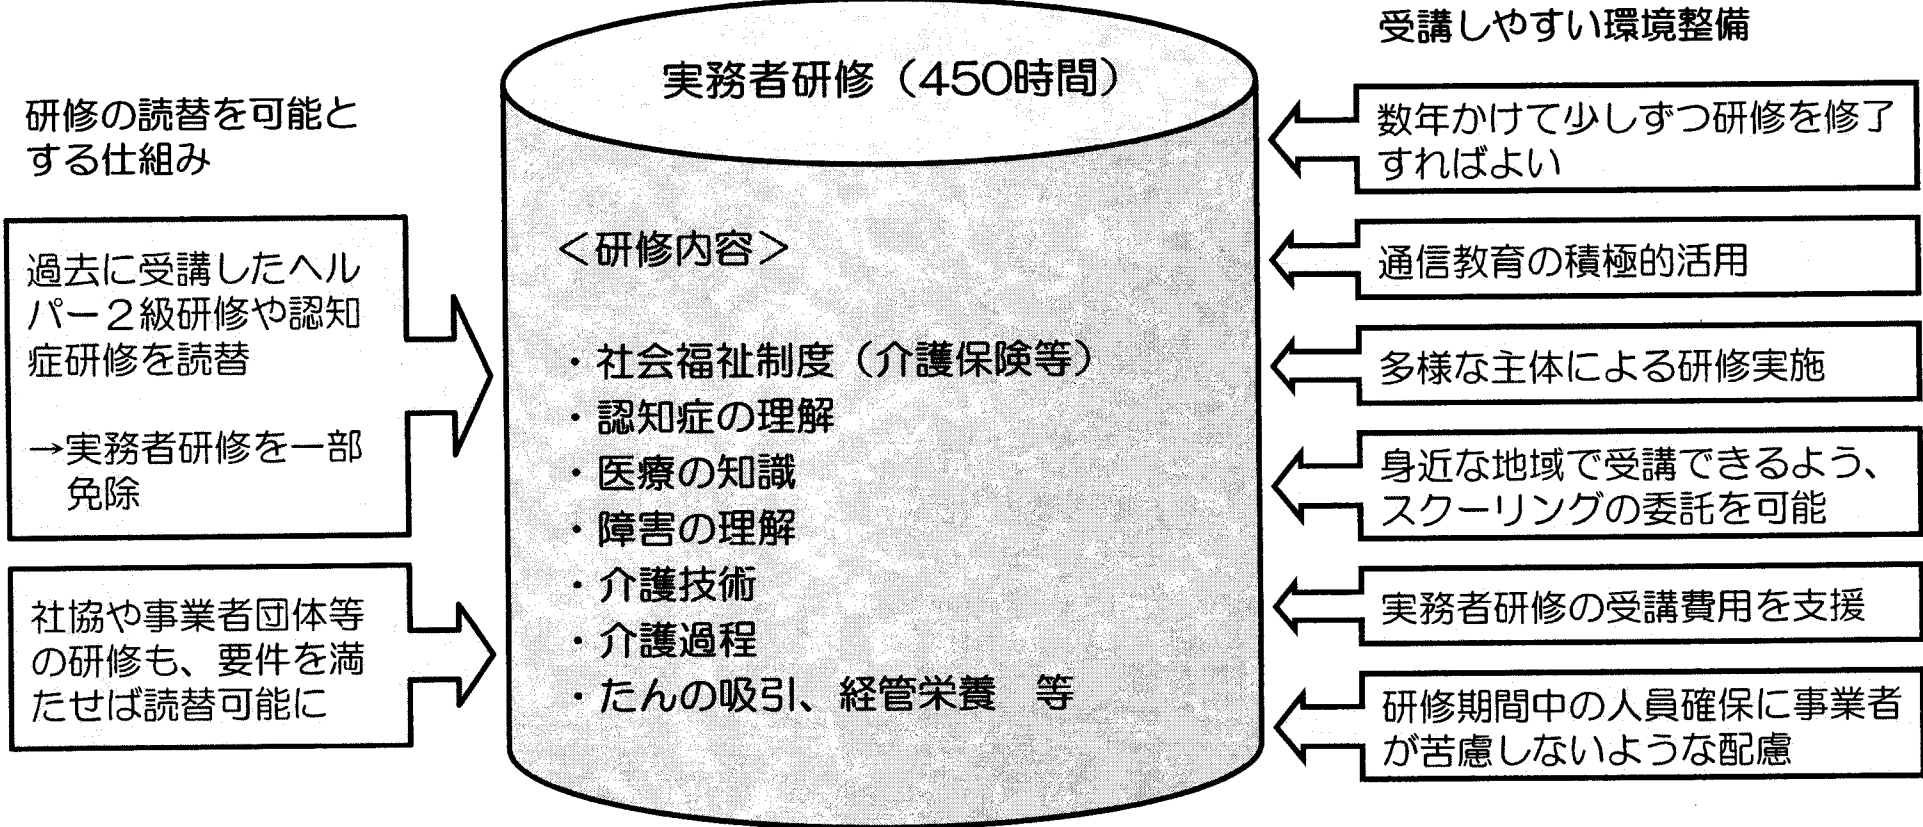 研修の読替を可能と
する仕組み
過去に受講したヘル
パー２級研修や認知
症研修を読替
→実務者研修を一部
免除
社協や事業者団体等
の研修も、要件を満
たせば読替可能に
実務者研修（450時間）
＜研修内容＞
・社会福祉制度（介護保険等）
・認知症の理解
・医療の知識
・障害の理解
・介護技術
・介護過程
・たんの吸引、経管栄養　等
受講しやすい環境整備
数年かけて少しずつ研修を修了
すればよい
通信教育の積極的活用
多様な主体による研修実施
身近な地域で受講できるよう、
スクーリングの委託を可能
実務者研修の受講費用を支援
研修期間中の人員確保に事業者
が苦慮しないような配慮